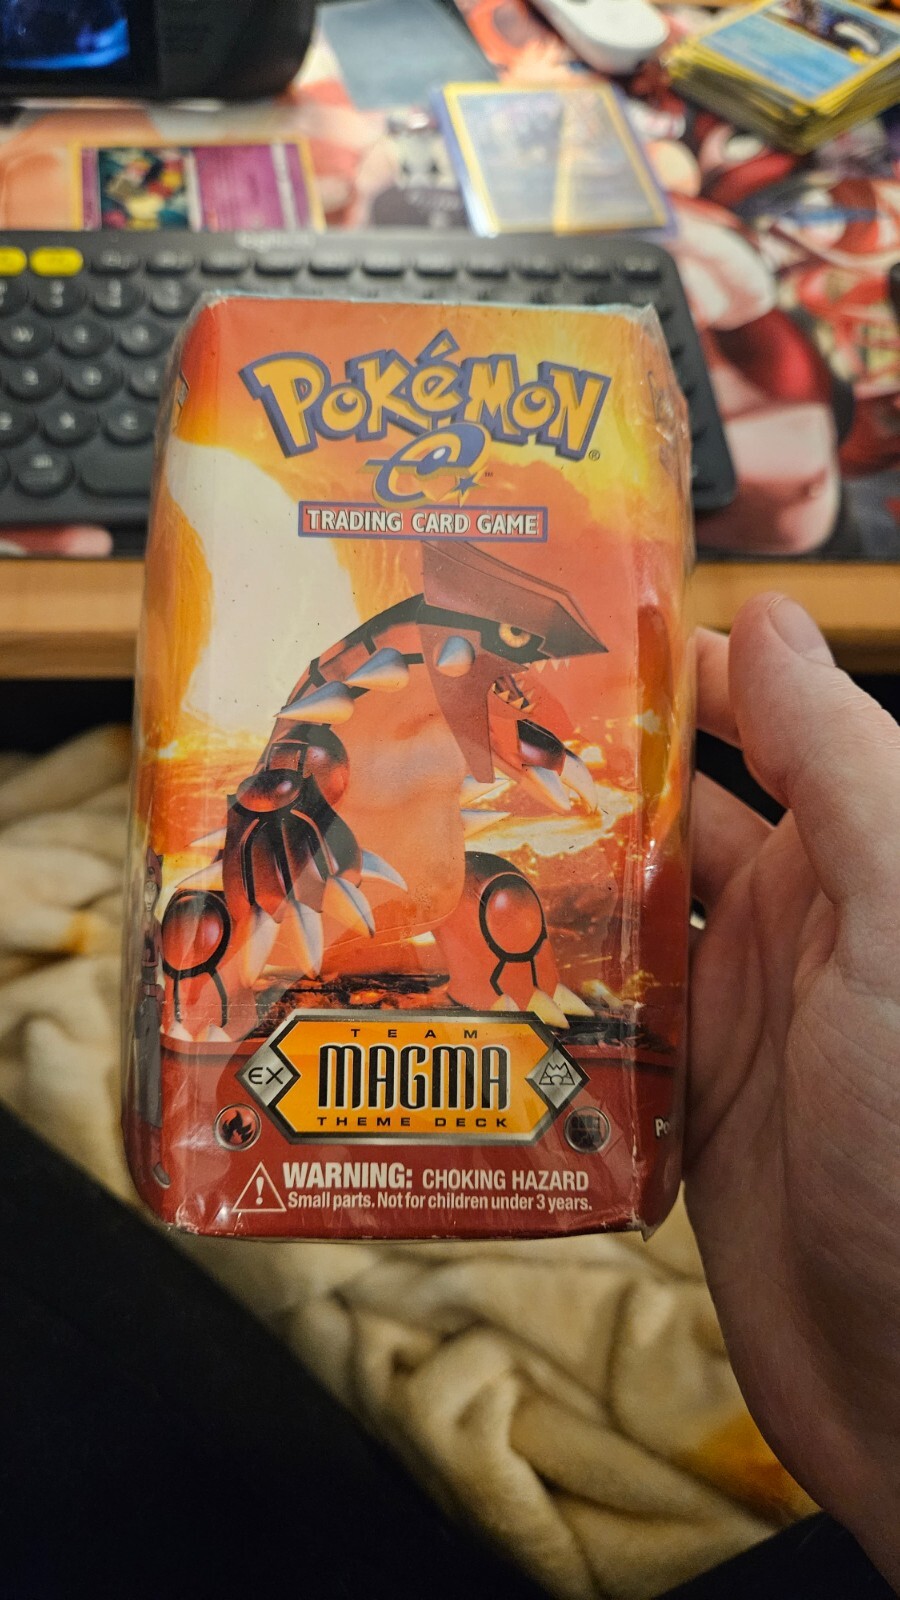 POKéMON ®
e ™
TRADING CARD GAME
TEAM
EX MAGMA
THEME DECK
WARNING: CHOKING HAZARD
Small parts. Not for children under 3 years.